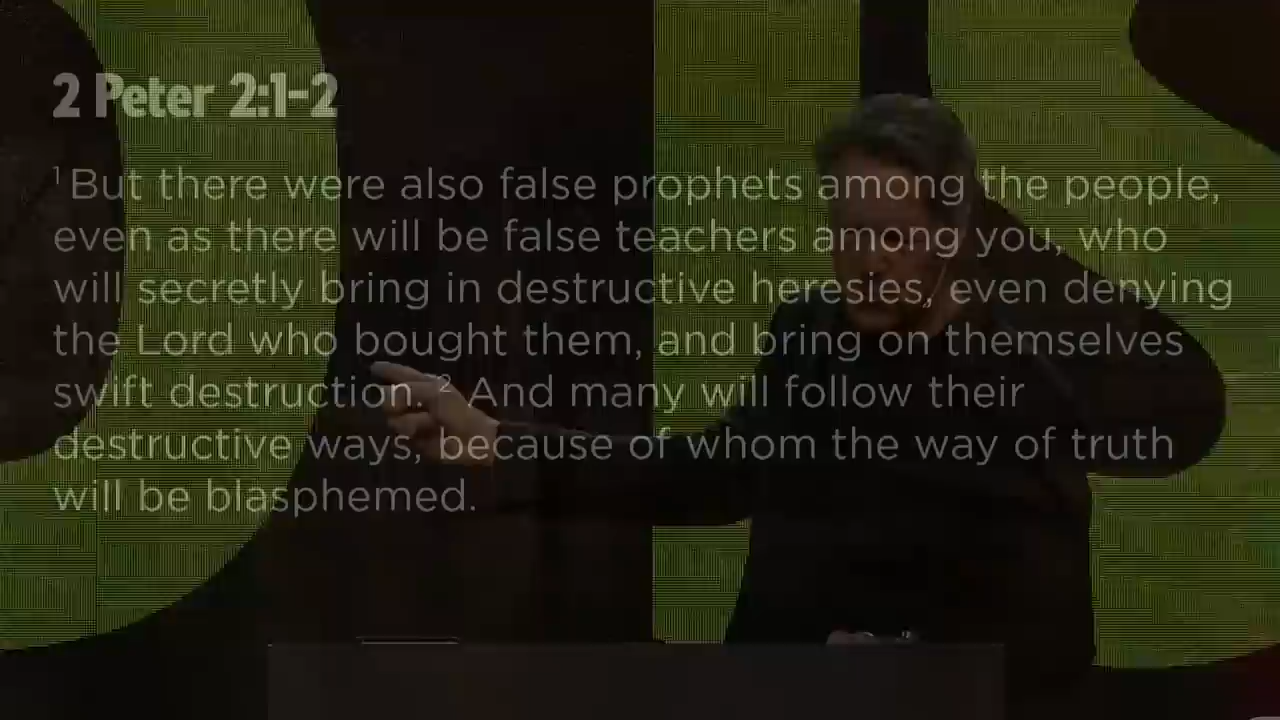 2 Peter 2:1-2
¹ But there were also false prophets among the people,
even as there will be false teachers among you, who
will secretly bring in destructive heresies, even denying
the Lord who bought them, and bring on themselves
swift destruction. ² And many will follow their
destructive ways, because of whom the way of truth
will be blasphemed.